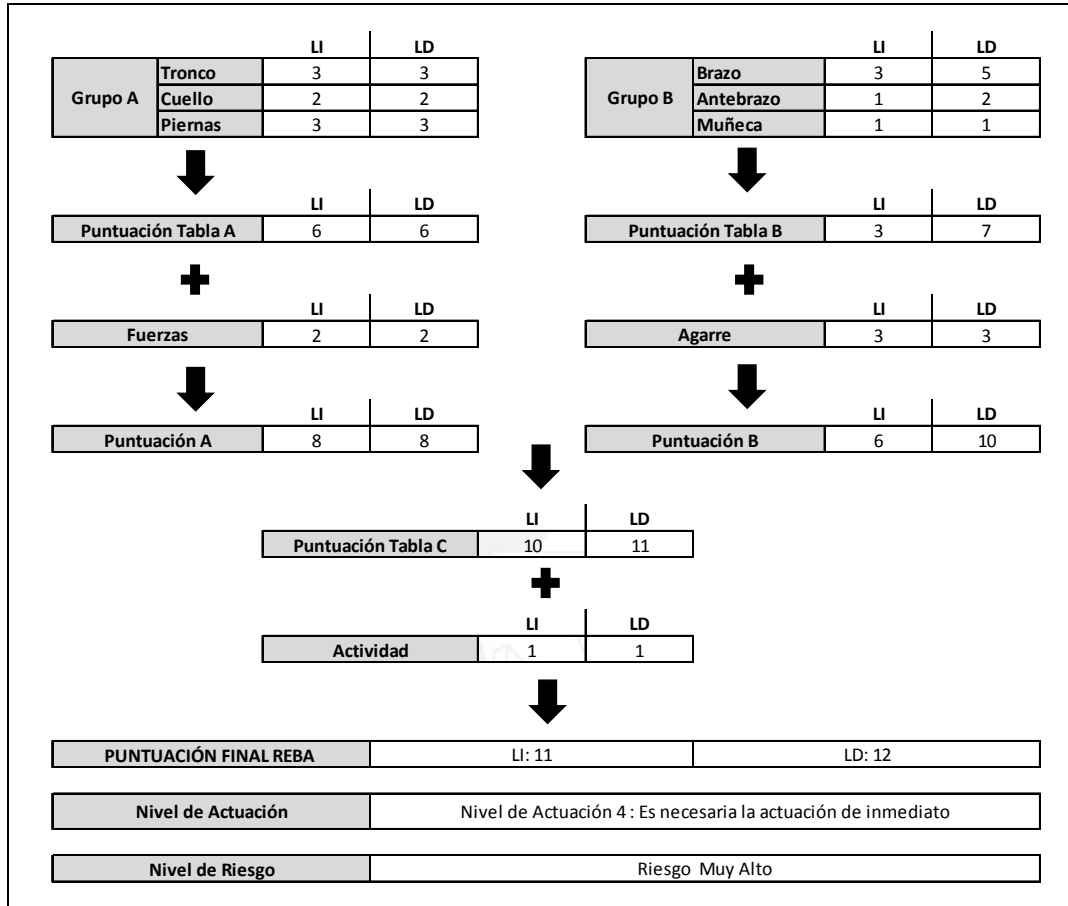 LI LD
Grupo A Tronco 3 3
Cuello 2 2
Piernas 3 3
LI LD
Grupo B Brazo 3 5
Antebrazo 1 2
Muñeca 1 1
LI LD
Puntuación Tabla A 6 6
LI LD
Puntuación Tabla B 3 7
LI LD
Fuerzas 2 2
LI LD
Agarre 3 3
LI LD
Puntuación A 8 8
LI LD
Puntuación B 6 10
LI LD
Puntuación Tabla C 10 11
LI LD
Actividad 1 1
PUNTUACIÓN FINAL REBA LI: 11 LD: 12
Nivel de Actuación Nivel de Actuación 4 : Es necesaria la actuación de inmediato
Nivel de Riesgo Riesgo Muy Alto